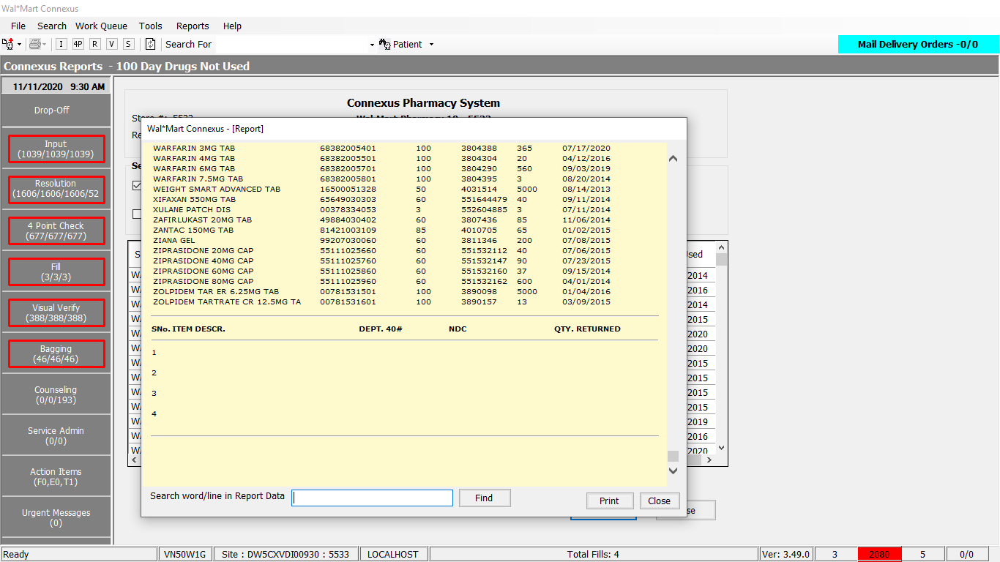 Wal*Mart Connexus
File Search Work Queue Tools Reports Help
I 4P R V S Search For Patient Mail Delivery Orders -0/0
Connexus Reports - 100 Day Drugs Not Used
11/11/2020 9:30 AM
Drop-Off
Input
(1039/1039/1039)
Resolution
(1606/1606/1606/52
4 Point Check
(677/677/677)
Fill
(3/3/3)
Visual Verify
(388/388/388)
Bagging
(46/46/46)
Counseling
(0/0/193)
Service Admin
(0/0)
Action Items
(F0,E0,T1)
Urgent Messages
(0)
Connexus Pharmacy System
Wal*Mart Connexus - [Report]
WARFARIN 3MG TAB 68382005401 100 3804388 365 07/17/2020
WARFARIN 4MG TAB 68382005501 100 3804304 20 04/12/2016
WARFARIN 6MG TAB 68382005701 100 3804290 560 09/03/2019
WARFARIN 7.5MG TAB 68382005801 100 3804395 3 08/20/2014
WEIGHT SMART ADVANCED TAB 16500051328 50 4031514 5000 08/14/2013
XIFAXAN 550MG TAB 65649030303 60 551644479 40 09/11/2014
XULANE PATCH DIS 00378334053 3 552604885 3 07/11/2014
ZAFIRLUKAST 20MG TAB 49884030402 60 3807436 85 11/06/2014
ZANTAC 150MG TAB 81421003109 85 4010705 65 01/02/2015
ZIANA GEL 99207030060 60 3811346 200 07/08/2015
ZIPRASIDONE 20MG CAP 55111025660 60 551532112 40 07/06/2015
ZIPRASIDONE 40MG CAP 55111025760 60 551532147 90 07/23/2015
ZIPRASIDONE 60MG CAP 55111025860 60 551532160 37 09/15/2014
ZIPRASIDONE 80MG CAP 55111025960 60 551532162 600 04/01/2014
ZOLPIDEM TAR ER 6.25MG TAB 00781531501 100 3890098 5000 01/04/2016
ZOLPIDEM TARTRATE CR 12.5MG TA 00781531601 100 3890157 13 03/09/2015
SNo. ITEM DESCR. DEPT. 40# NDC QTY. RETURNED
1
2
3
4
Search word/line in Report Data Find Print Close
sed
2014
2016
2014
2015
2020
2020
2015
2015
2015
2015
2019
2016
2020
Ready VN50W1G Site : DW5CXVDI00930 : 5533 LOCALHOST Total Fills: 4 Ver: 3.49.0 3 2080 5 0/0